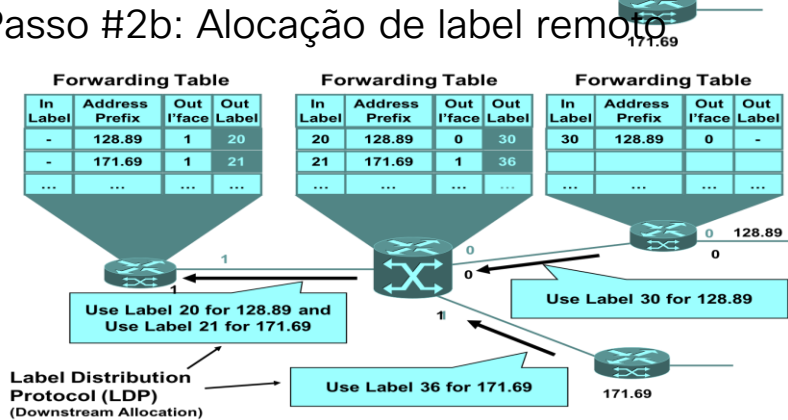 Passo #2b: Alocação de label remoto
171.69
Forwarding Table
In Label Address Prefix Out I'face Out Label
- 128.89 1 20
- 171.69 1 21
... ... ... ...
Forwarding Table
In Label Address Prefix Out I'face Out Label
20 128.89 0 30
21 171.69 1 36
... ... ... ...
Forwarding Table
In Label Address Prefix Out I'face Out Label
30 128.89 0 -
... ... ... ...
1
1
0
0
1
0 128.89
0
Use Label 20 for 128.89 and
Use Label 21 for 171.69
Use Label 30 for 128.89
Label Distribution
Protocol (LDP)
(Downstream Allocation)
Use Label 36 for 171.69
171.69